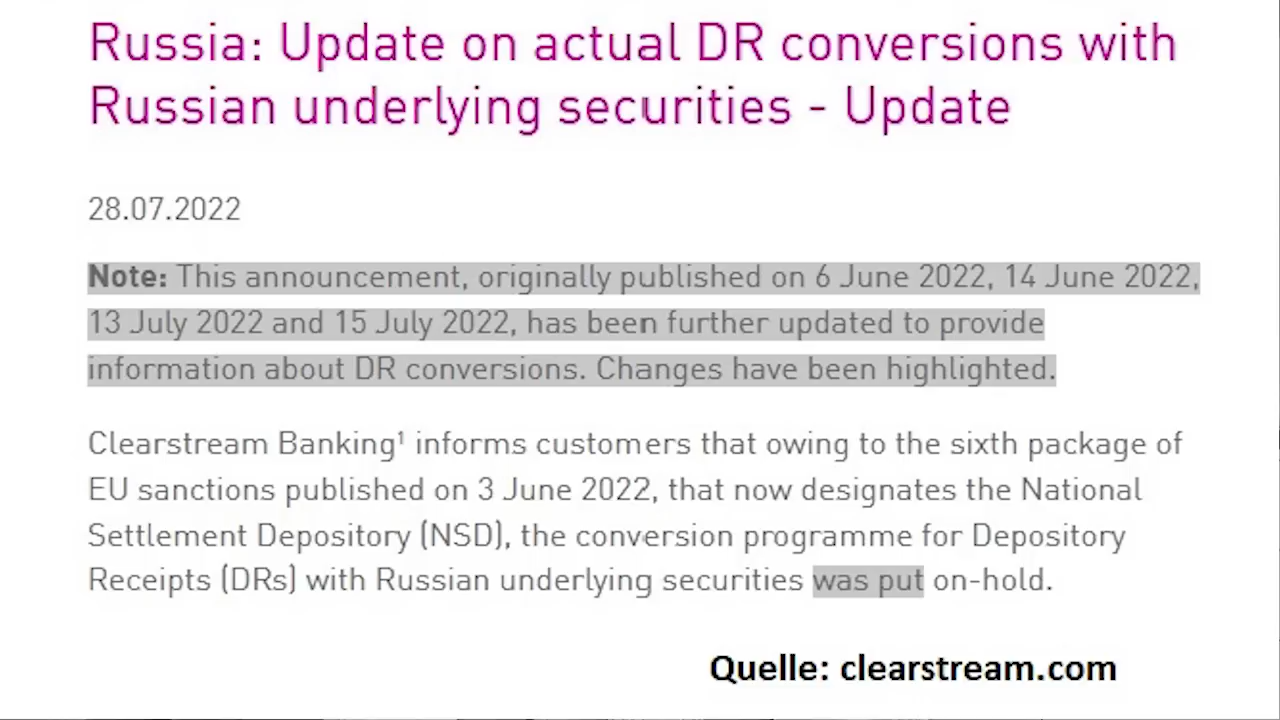 Russia: Update on actual DR conversions with
Russian underlying securities - Update
28.07.2022
Note: This announcement, originally published on 6 June 2022, 14 June 2022,
13 July 2022 and 15 July 2022, has been further updated to provide
information about DR conversions. Changes have been highlighted.
Clearstream Banking¹ informs customers that owing to the sixth package of
EU sanctions published on 3 June 2022, that now designates the National
Settlement Depository (NSD), the conversion programme for Depository
Receipts (DRs) with Russian underlying securities was put on-hold.
Quelle: clearstream.com